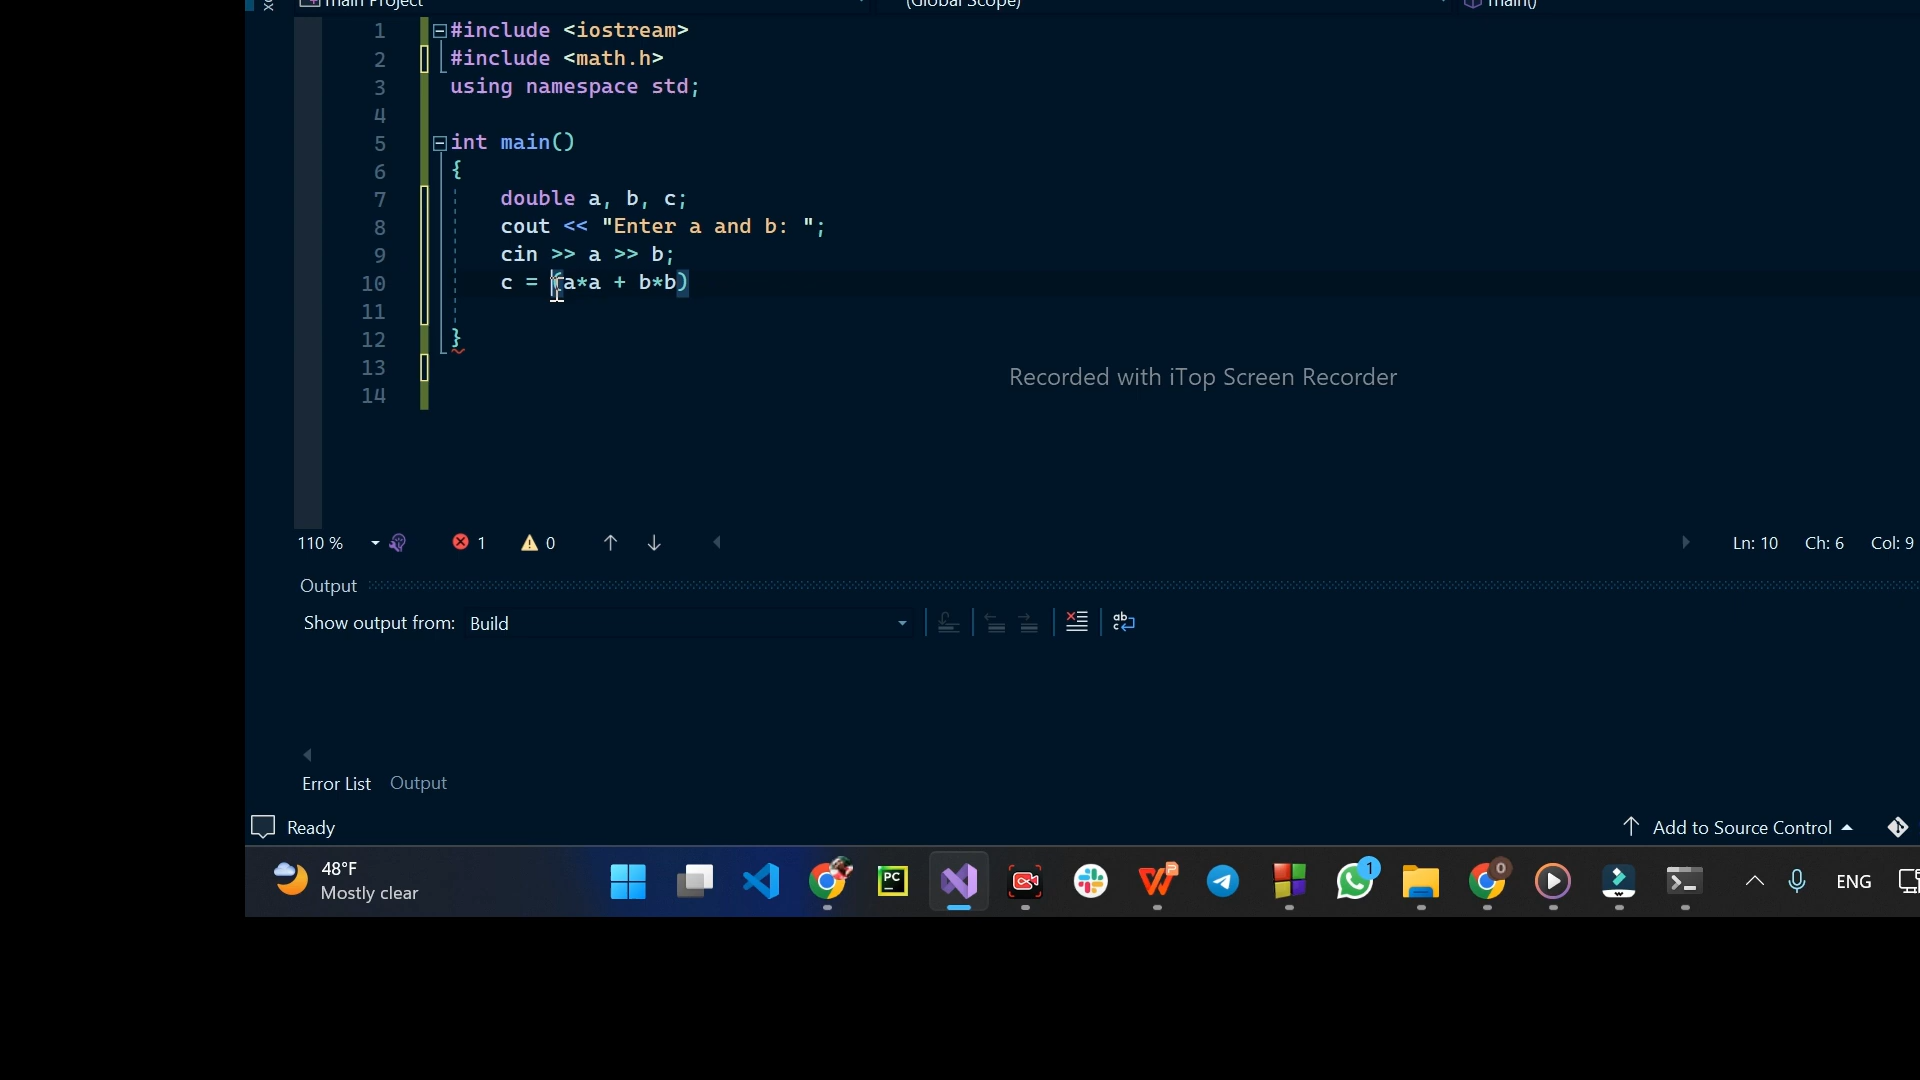 main Project
(Global Scope)
main()
1 #include <iostream>
2 #include <math.h>
3 using namespace std;
4
5 int main()
6 {
7 double a, b, c;
8 cout << "Enter a and b: ";
9 cin >> a >> b;
10 c = (a*a + b*b)
11
12 }
13
14
Recorded with iTop Screen Recorder
110 % 1 0 Ln: 10 Ch: 6 Col: 9
Output
Show output from: Build
Error List Output
Ready Add to Source Control
48°F
Mostly clear
PC
1
0
ENG